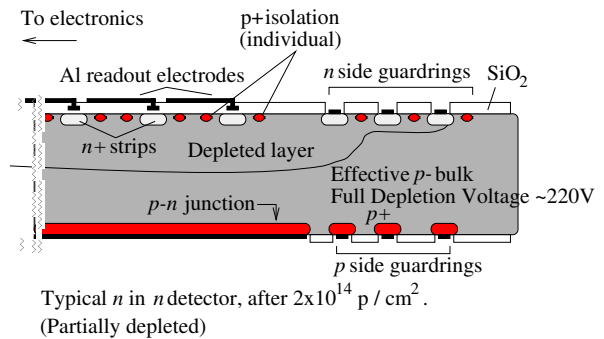 To electronics
p+isolation
(individual)
Al readout electrodes
n side guardrings
SiO2
n+ strips
Depleted layer
Effective p- bulk
Full Depletion Voltage ~220V
p-n junction
p+
p side guardrings
Typical n in n detector, after 2x10^14 p / cm^2 .
(Partially depleted)